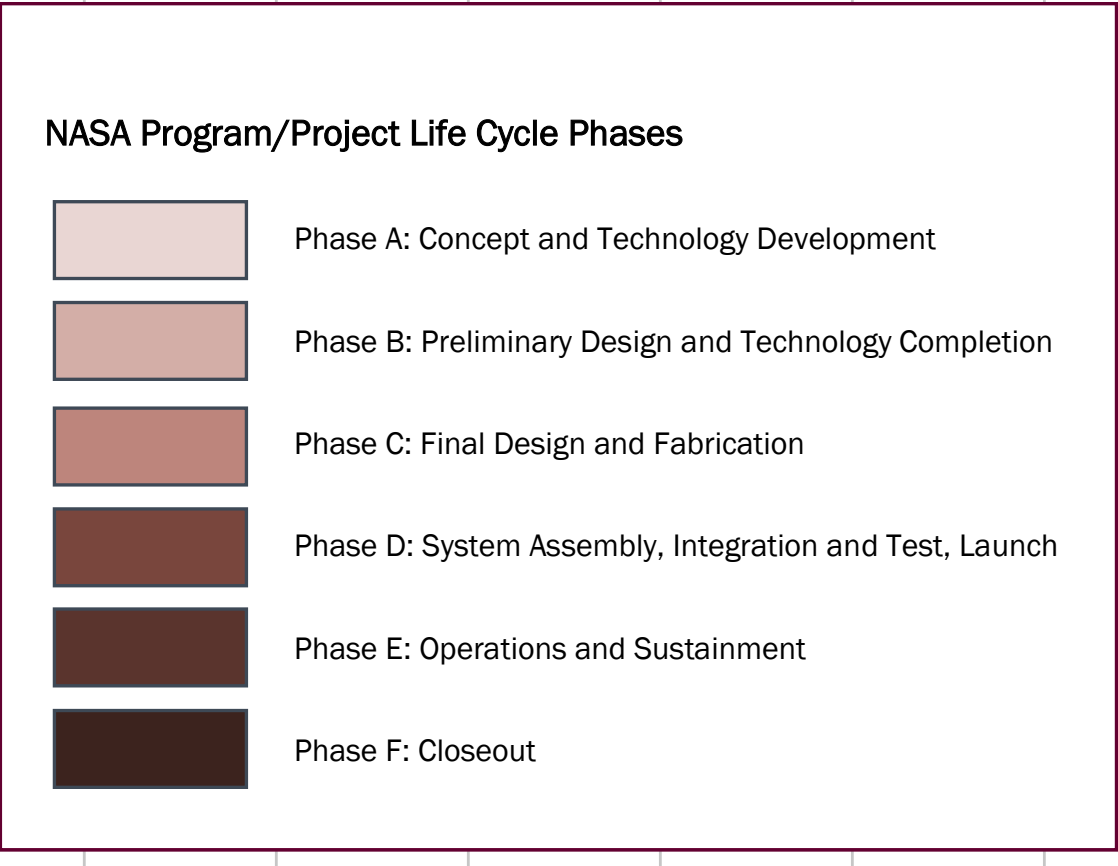 NASA Program/Project Life Cycle Phases
Phase A: Concept and Technology Development
Phase B: Preliminary Design and Technology Completion
Phase C: Final Design and Fabrication
Phase D: System Assembly, Integration and Test, Launch
Phase E: Operations and Sustainment
Phase F: Closeout